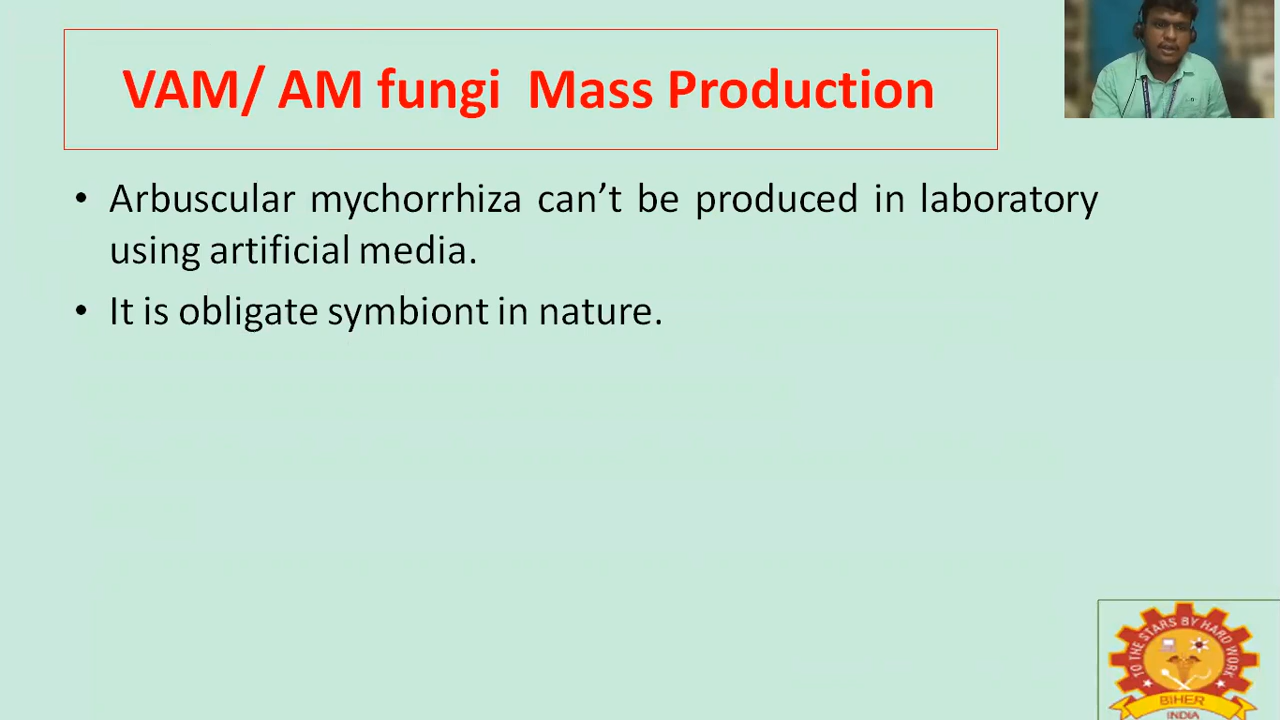 VAM/ AM fungi Mass Production
• Arbuscular mychorrhiza can’t be produced in laboratory
using artificial media.
• It is obligate symbiont in nature.
TO THE STARS BY HARD WORK
BIHER
INDIA